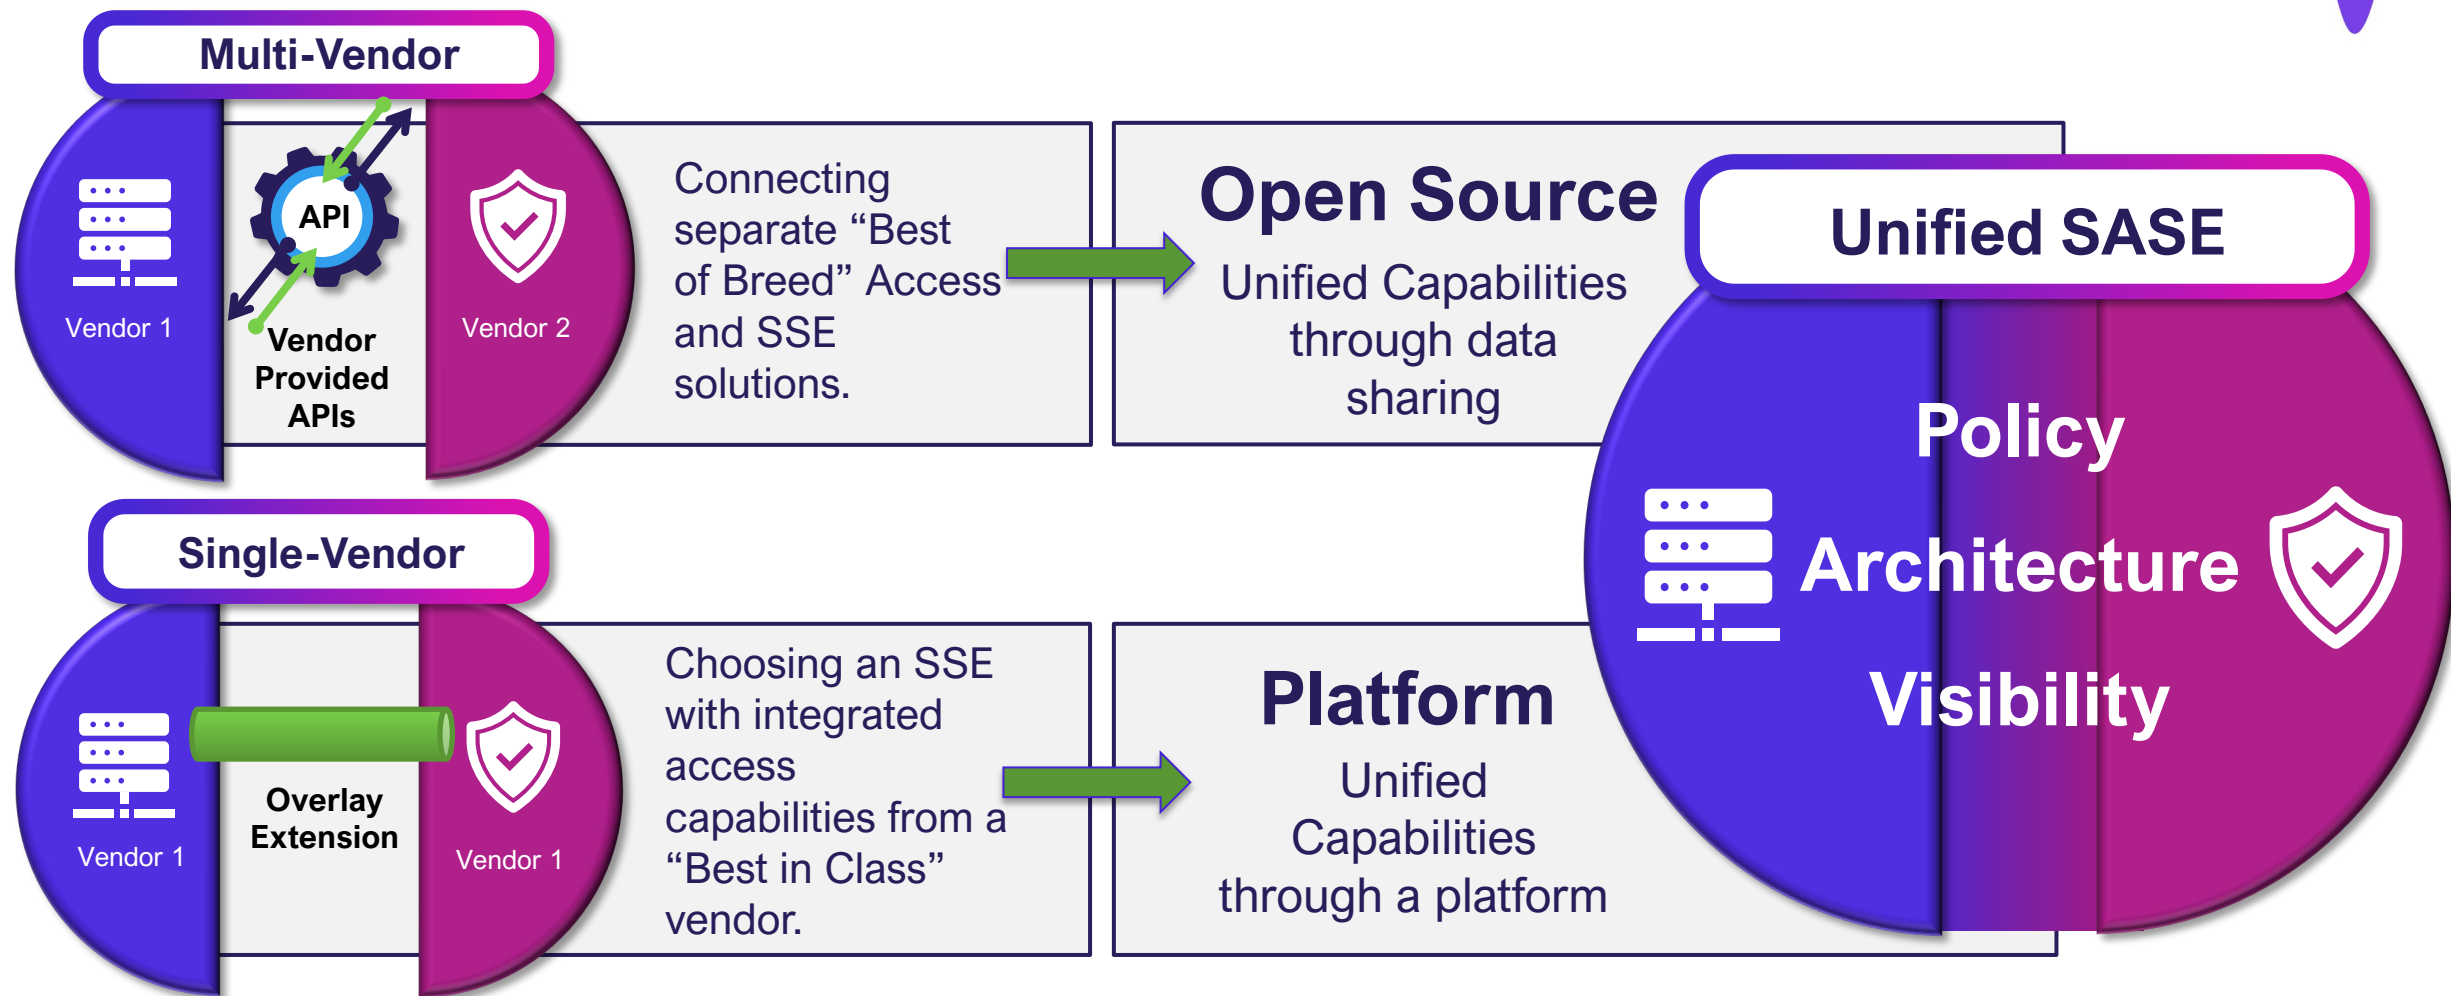 Multi-Vendor
API
Vendor 1
Vendor
Provided
APIs
Vendor 2
Connecting
separate “Best
of Breed” Access
and SSE
solutions.
Open Source
Unified Capabilities
through data
sharing
Unified SASE
Policy
Architecture
Visibility
Single-Vendor
Vendor 1
Overlay
Extension
Vendor 1
Choosing an SSE
with integrated
access
capabilities from a
“Best in Class”
vendor.
Platform
Unified
Capabilities
through a platform